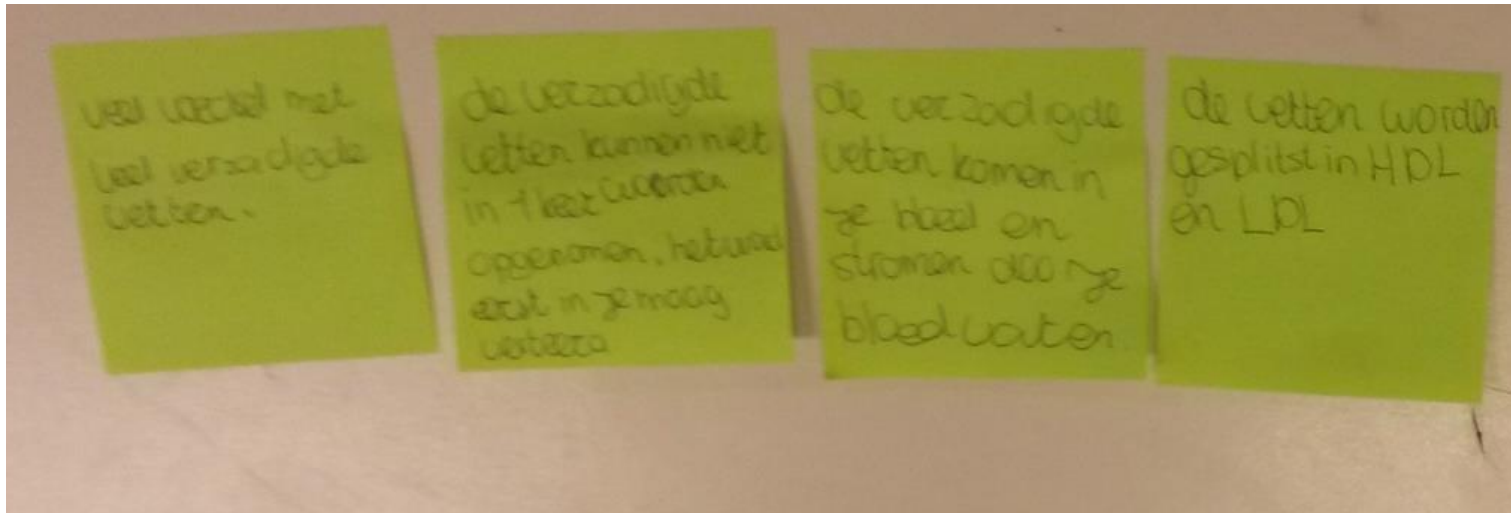 veel voedsel met
veel verzadigde
vetten.
de verzadigde
vetten kunnen niet
in 1 keer worden
opgenomen, het word
eerst in je maag
verteerd
de verzadigde
vetten komen in
je bloed en
stromen door je
bloedvaten.
de vetten worden
gesplitst in HDL
en LDL